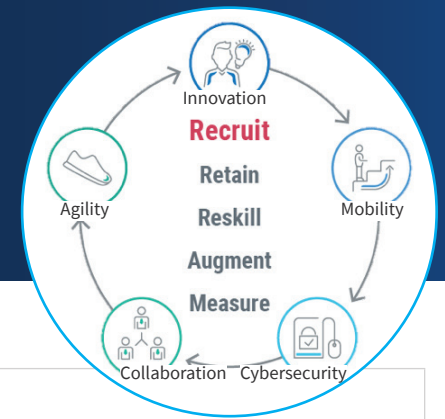 Innovation
Recruit
Retain
Agility
Mobility
Reskill
Augment
Measure
Collaboration
Cybersecurity